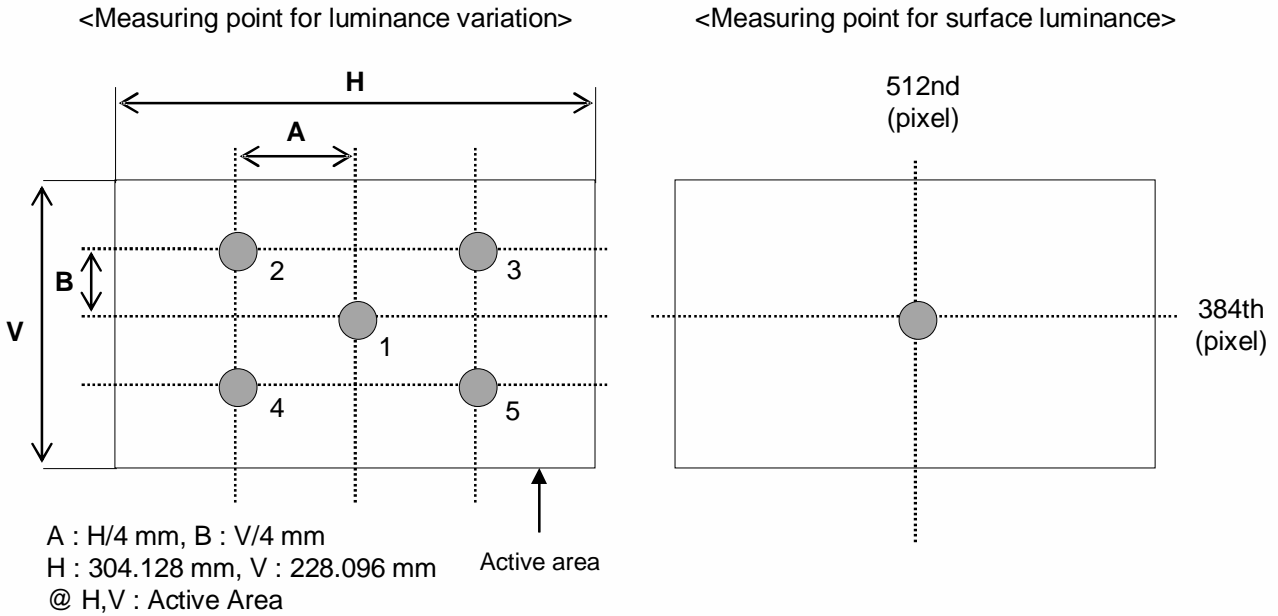 <Measuring point for luminance variation>
<Measuring point for surface luminance>
H
A
B
V
2
3
1
4
5
A : H/4 mm, B : V/4 mm
H : 304.128 mm, V : 228.096 mm
@ H,V : Active Area
Active area
512nd
(pixel)
384th
(pixel)